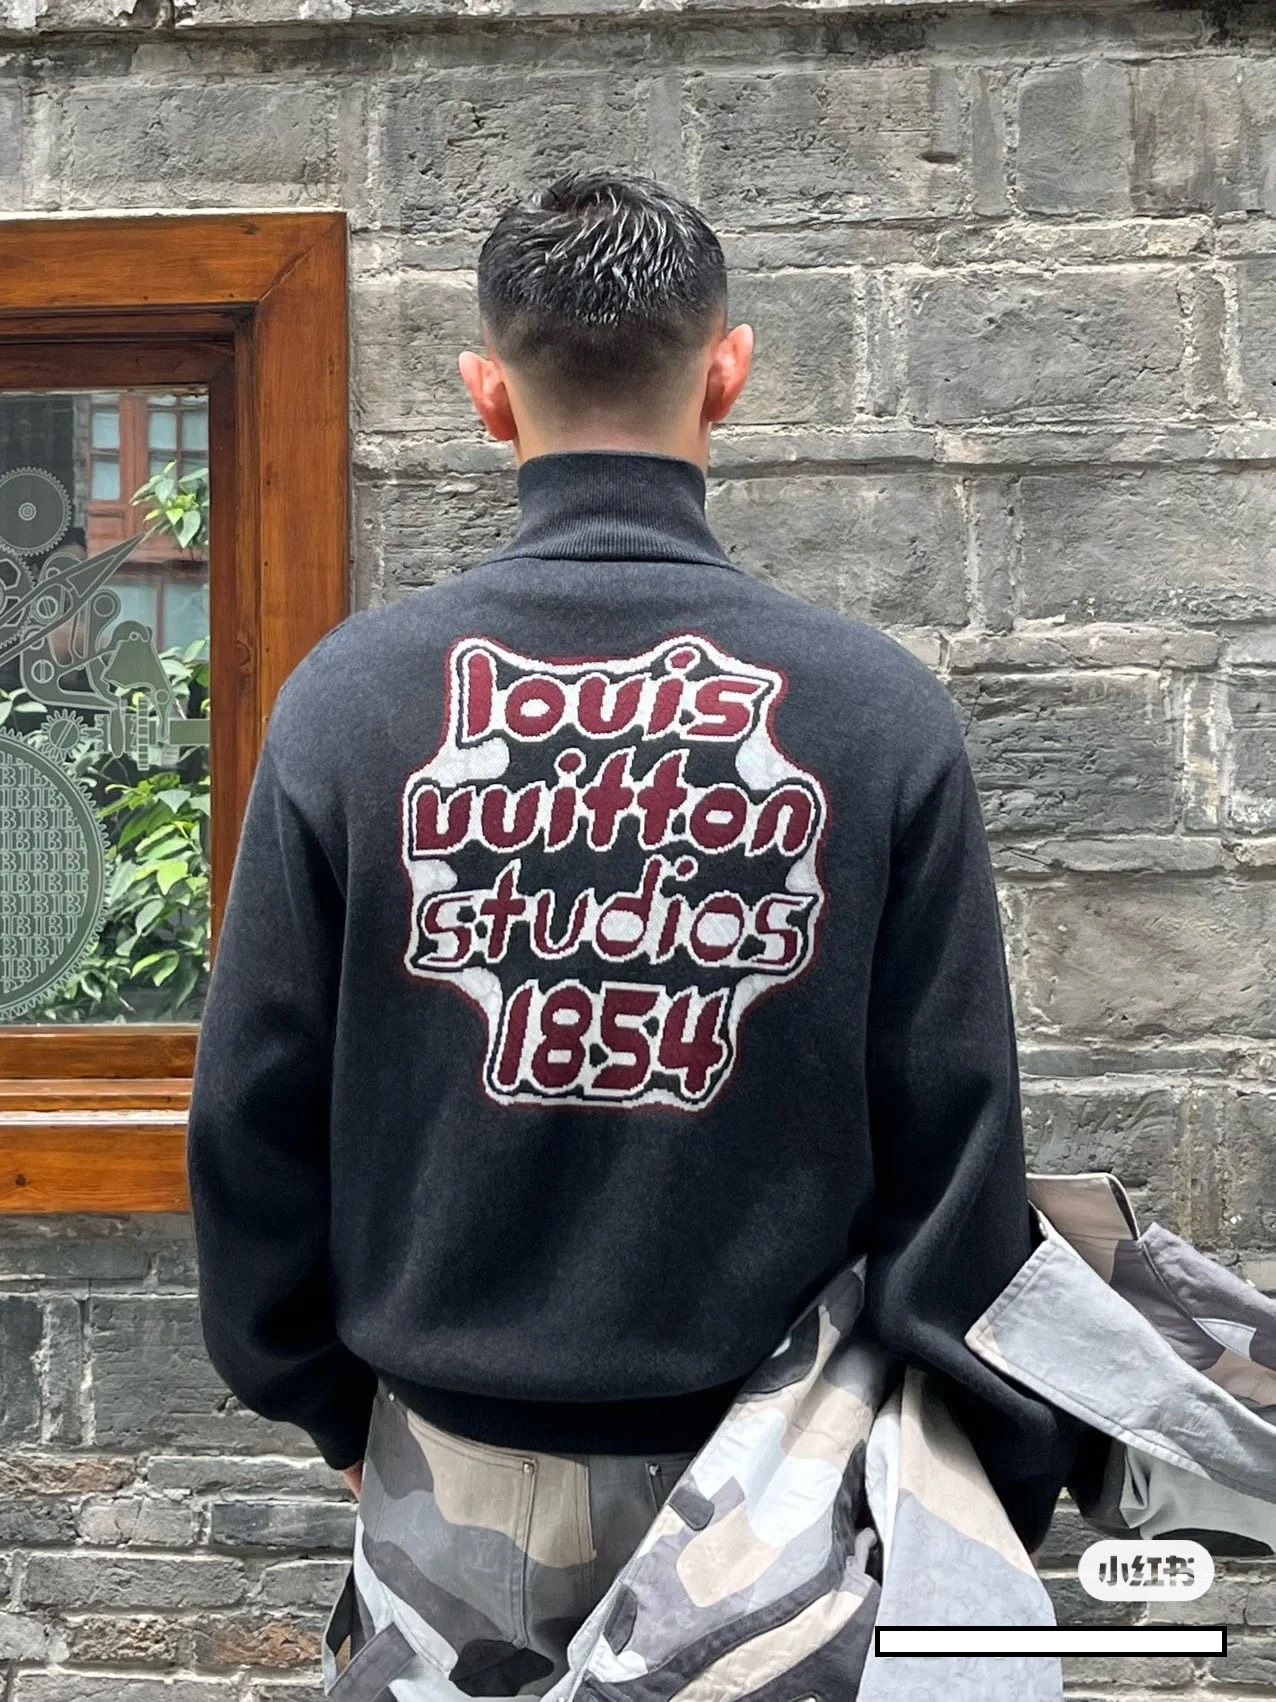 louis
vuitton
studios
1854
小红书